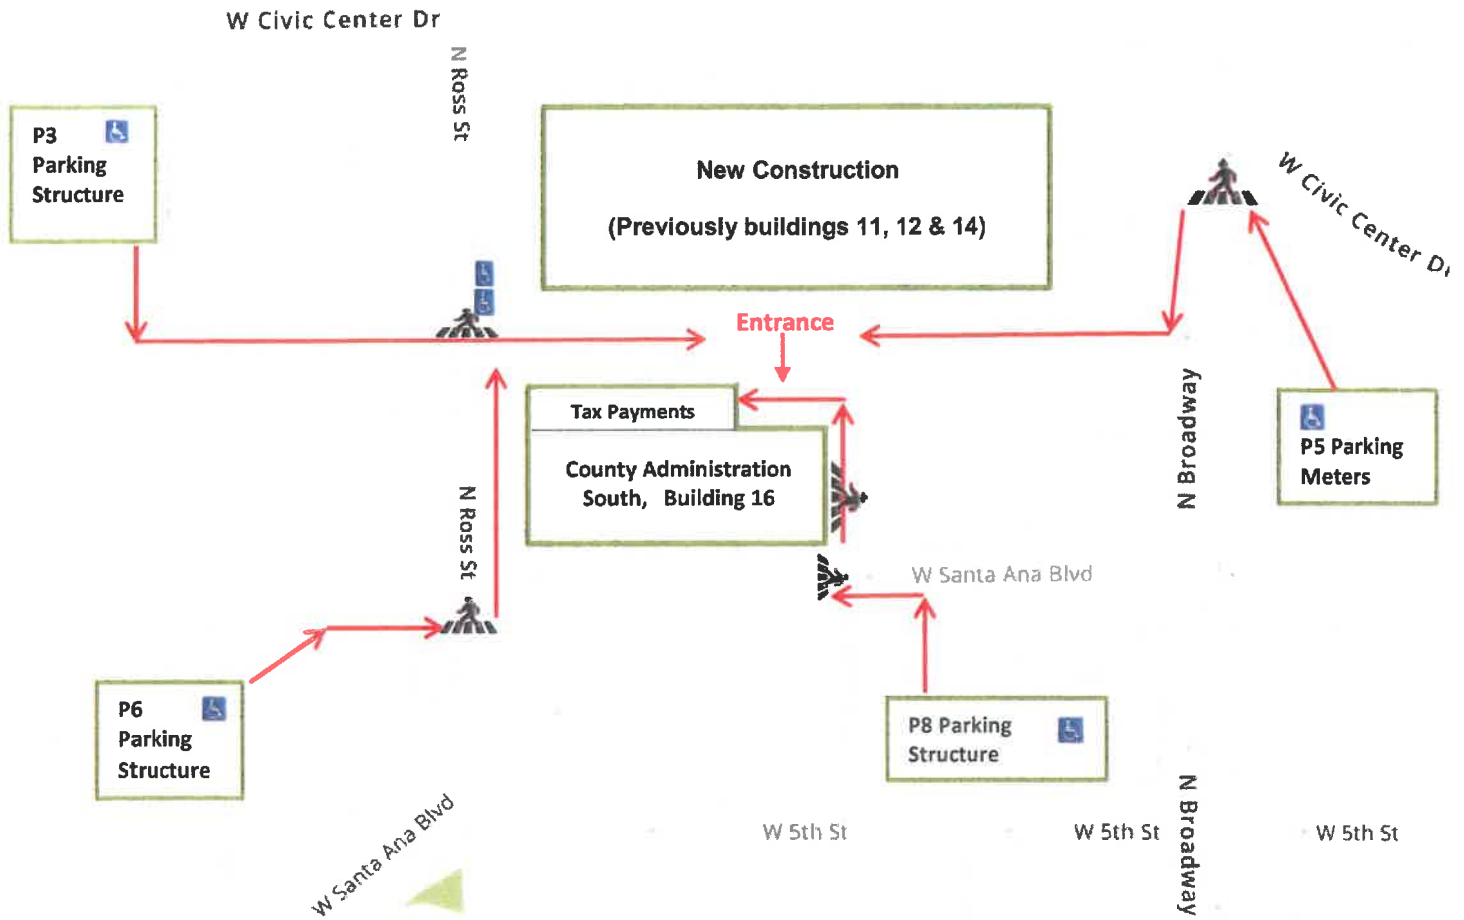 W Civic Center Dr
N Ross St
P3
Parking
Structure
New Construction
(Previously buildings 11, 12 & 14)
W Civic Center Dr
Entrance
Tax Payments
County Administration
South, Building 16
N Broadway
P5 Parking
Meters
N Ross St
W Santa Ana Blvd
P6
Parking
Structure
P8 Parking
Structure
W Santa Ana Blvd
W 5th St
W 5th St
N Broadway
W 5th St